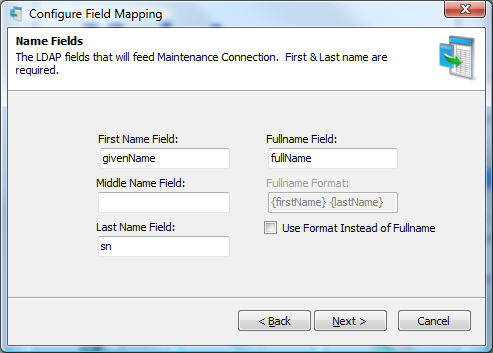 Configure Field Mapping
Name Fields
The LDAP fields that will feed Maintenance Connection. First & Last name are
required.
First Name Field:
givenName
Fullname Field:
fullName
Middle Name Field:
Fullname Format:
{firstName} {lastName}
Last Name Field:
sn
Use Format Instead of Fullname
< Back
Next >
Cancel